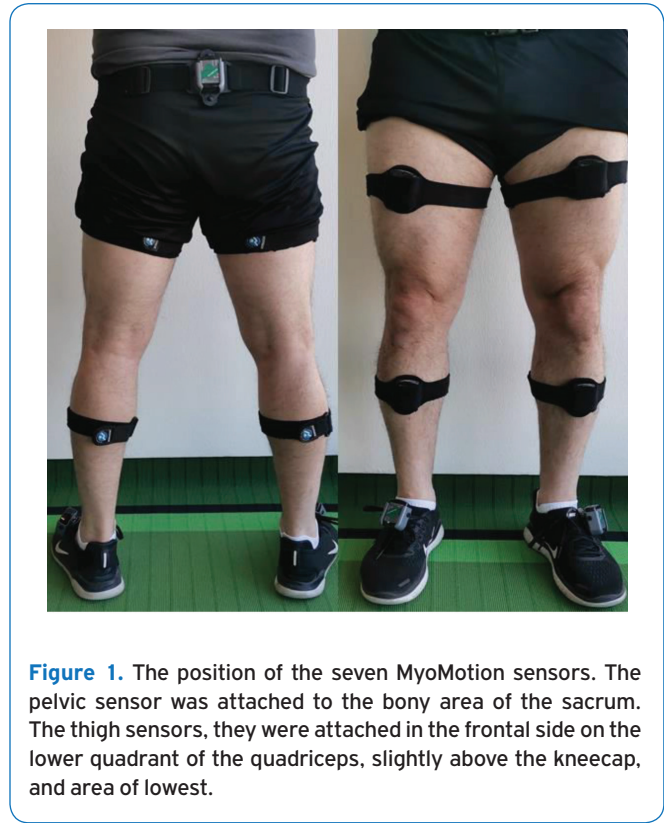 Figure 1. The position of the seven MyoMotion sensors. The
pelvic sensor was attached to the bony area of the sacrum.
The thigh sensors, they were attached in the frontal side on the
lower quadrant of the quadriceps, slightly above the kneecap,
and area of lowest.